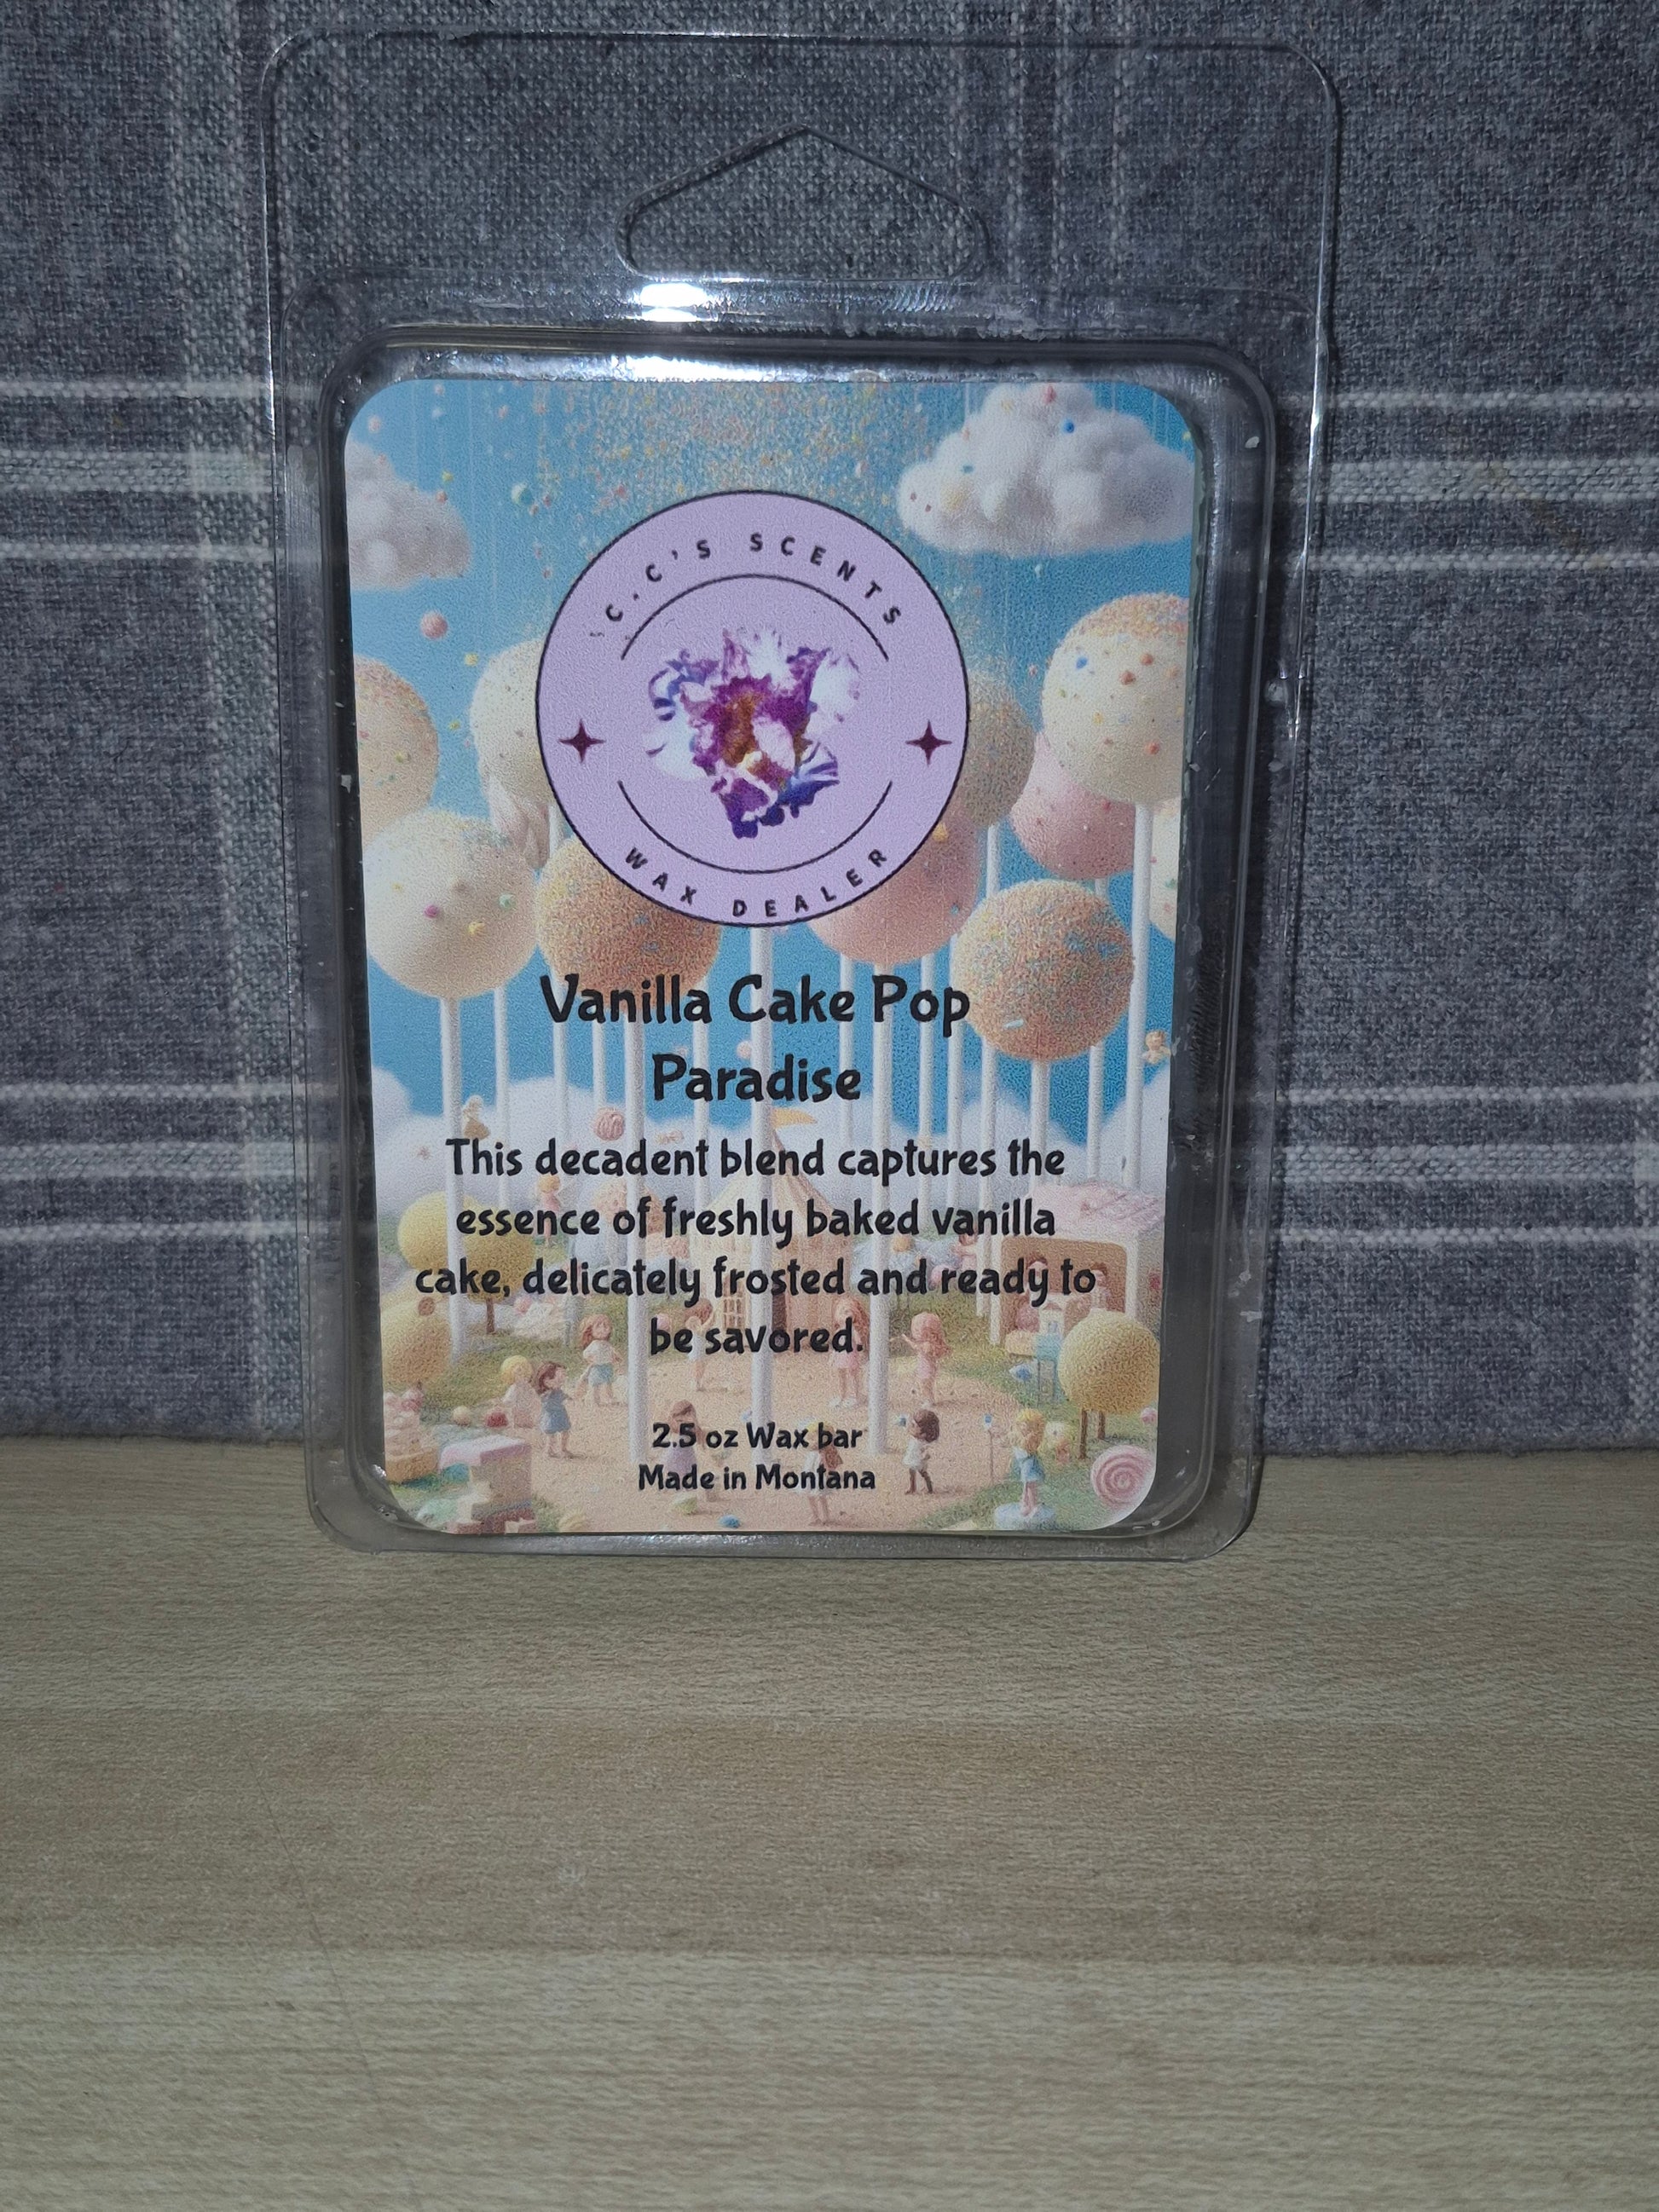 C.C'S SCENTS
WAX DEALER
Vanilla Cake Pop
Paradise
This decadent blend captures the
essence of freshly baked vanilla
cake, delicately frosted and ready to
be savored.
2.5 oz Wax bar
Made in Montana